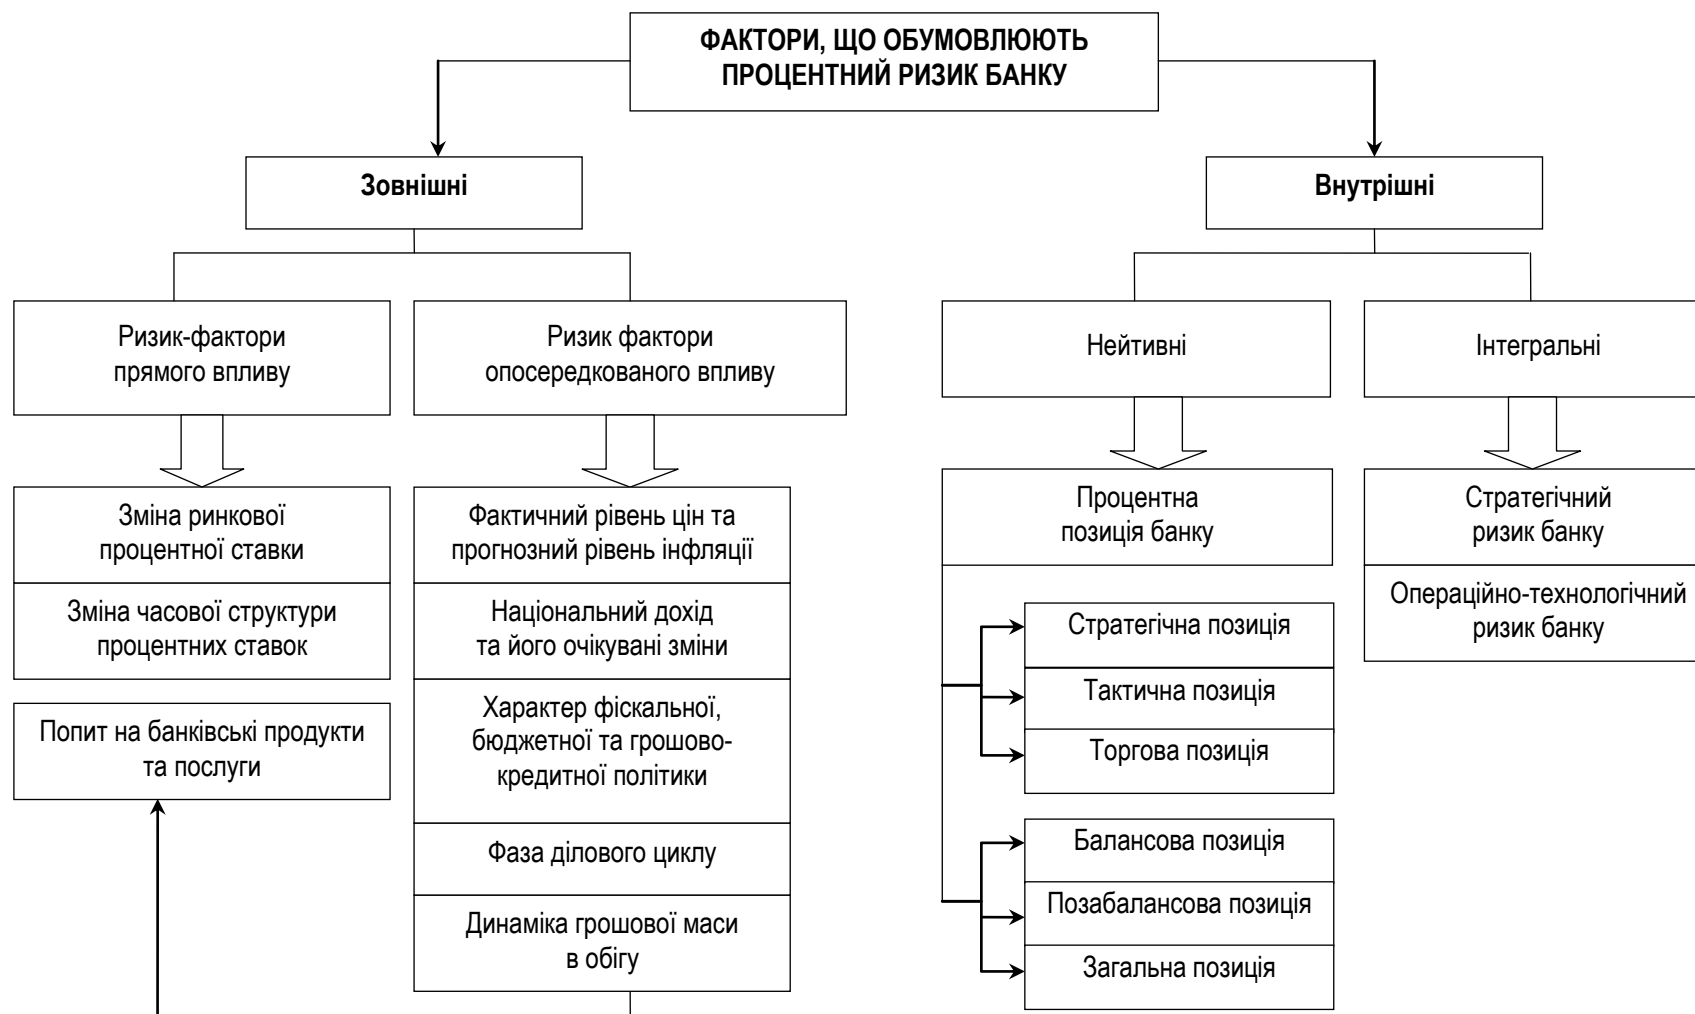 ФАКТОРИ, ЩО ОБУМОВЛЮЮТЬ
ПРОЦЕНТНИЙ РИЗИК БАНКУ
Зовнішні
Внутрішні
Ризик-фактори
прямого впливу
Ризик фактори
опосередкованого впливу
Нейтивні
Інтегральні
Зміна ринкової
процентної ставки
Зміна часової структури
процентних ставок
Попит на банківські продукти
та послуги
Фактичний рівень цін та
прогнозний рівень інфляції
Національний дохід
та його очікувані зміни
Характер фіскальної,
бюджетної та грошово-
кредитної політики
Фаза ділового циклу
Динаміка грошової маси
в обігу
Процентна
позиція банку
Стратегічна позиція
Тактична позиція
Торгова позиція
Балансова позиція
Позабалансова позиція
Загальна позиція
Стратегічний
ризик банку
Операційно-технологічний
ризик банку